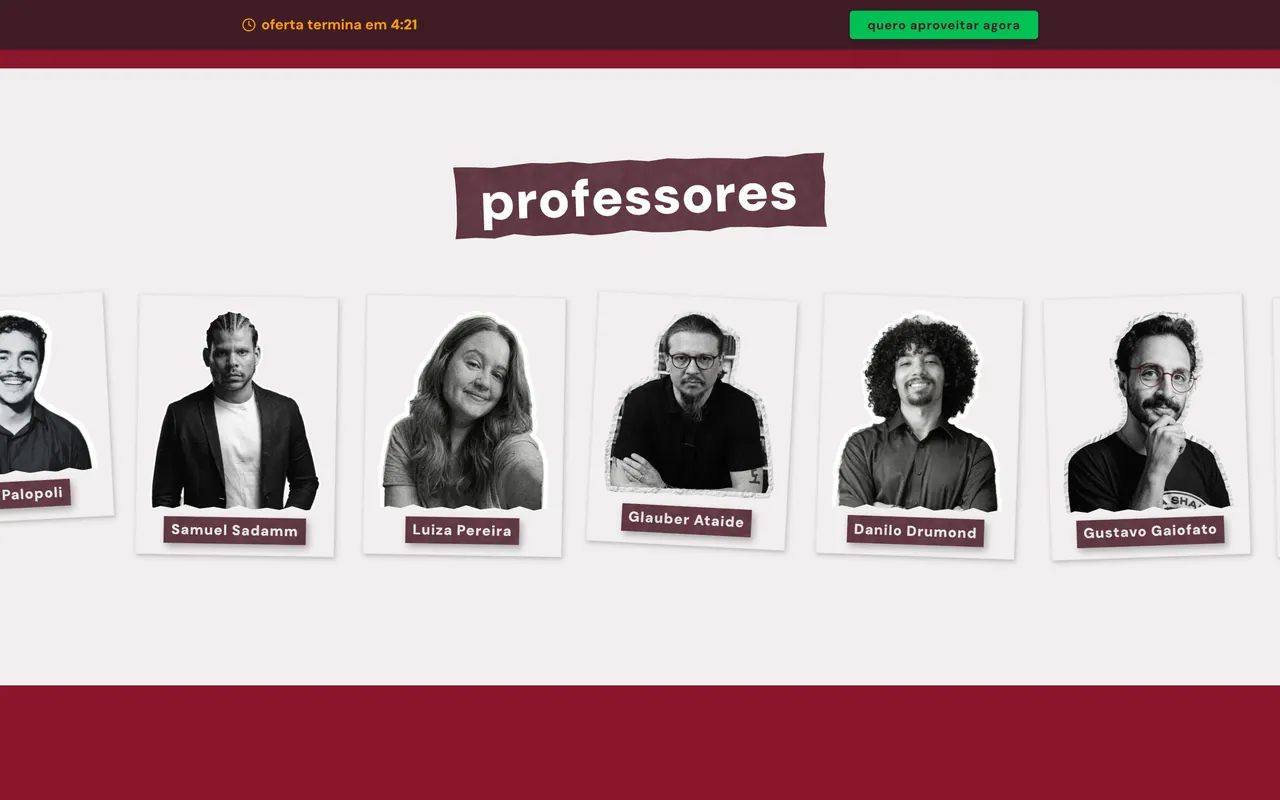 oferta termina em 4:21
quero aproveitar agora
professores
Palopoli
Samuel Sadamm
Luiza Pereira
Glauber Ataide
Danilo Drumond
Gustavo Gaiofato
SHA